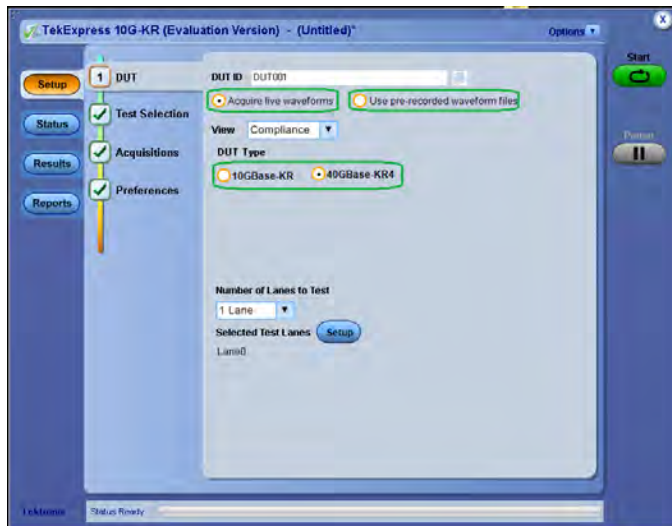 TekExpress 10G-KR (Evaluation Version) - (Untitled)*
Options
x
Setup
Status
Results
Reports
1 DUT
Test Selection
Acquisitions
Preferences
DUT ID DUT001
Acquire live waveforms
Use pre-recorded waveform files
View Compliance
DUT Type
10GBase-KR
40GBase-KR4
Number of Lanes to Test
1 Lane
Selected Test Lanes Setup
Lane0
Start
Pause
Tektronix
Status Ready